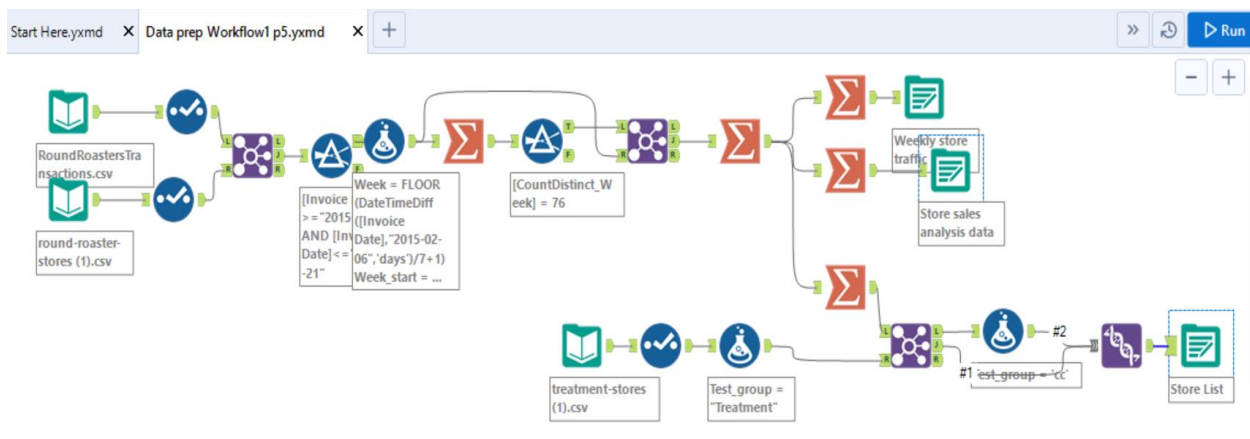 Start Here.yxmd X Data prep Workflow1 p5.yxmd X +
Run
RoundRoastersTra
nsactions.csv
round-roaster-
stores (1).csv
L
R
L
J
R
[Invoice
>="2015
AND [Inv
Date]<=
-21"
F
Week = FLOOR
(DateTimeDiff
([Invoice
Date],"2015-02-
06",'days')/7+1)
Week_start = ...
T
F
[CountDistinct_W
eek] = 76
L
R
L
J
R
Weekly store
traffic
Store sales
analysis data
treatment-stores
(1).csv
Test_group =
"Treatment"
L
R
L
J
R
#2
#1
est_group = 'cc'
Store List